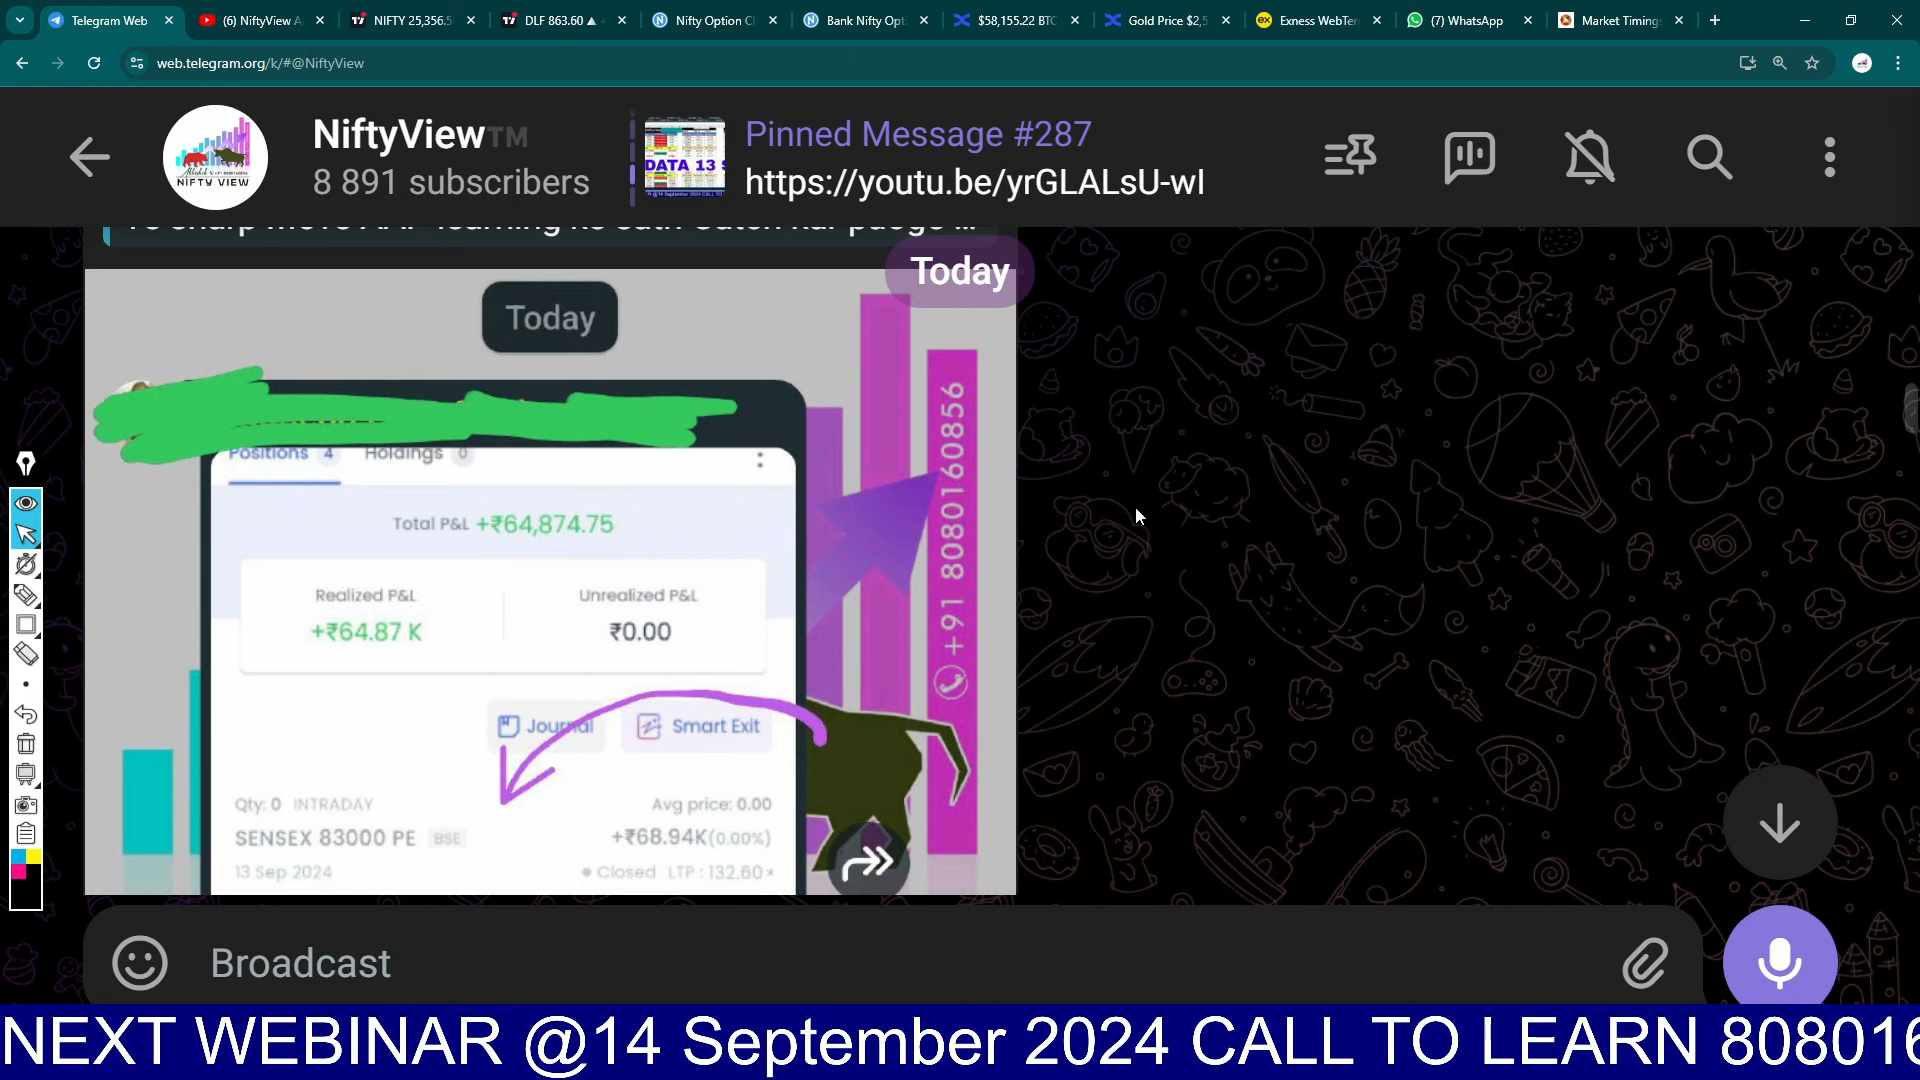 Telegram Web
(6) NiftyView A
NIFTY 25,356.5
DLF 863.60 ▲
Nifty Option C
Bank Nifty Opt
$58,155.22 BTC
Gold Price $2,5
Exness WebTer
(7) WhatsApp
Market Timing
web.telegram.org/k/#@NiftyView
NiftyView™
8 891 subscribers
Pinned Message #287
https://youtu.be/yrGLALsU-wI
DATA 13 S
NIFTY VIEW
Today
Today
Positions 4 Holdings 0
Total P&L +₹64,874.75
Realized P&L
+₹64.87 K
Unrealized P&L
₹0.00
Journal
Smart Exit
Qty: 0 INTRADAY
Avg price: 0.00
SENSEX 83000 PE BSE
+₹68.94K(0.00%)
13 Sep 2024
Closed LTP : 132.60
+91 8080160856
Broadcast
NEXT WEBINAR @14 September 2024 CALL TO LEARN 808016